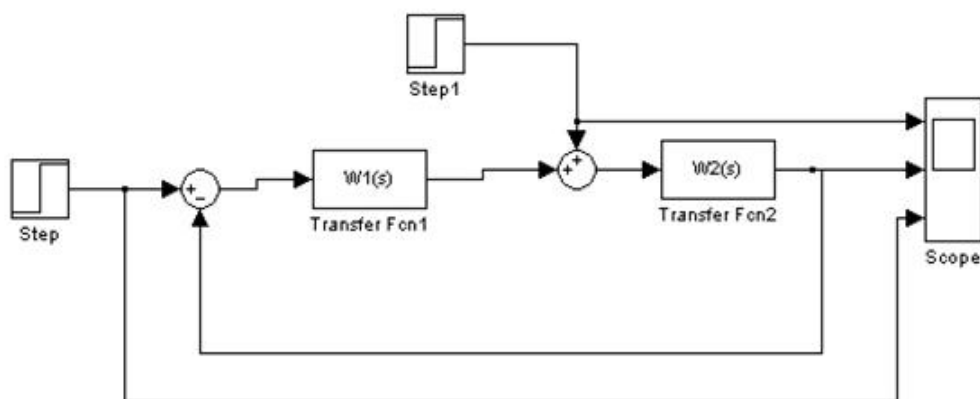 Step1
W1(s)
W2(s)
Step
Transfer Fcn1
Transfer Fcn2
Scope